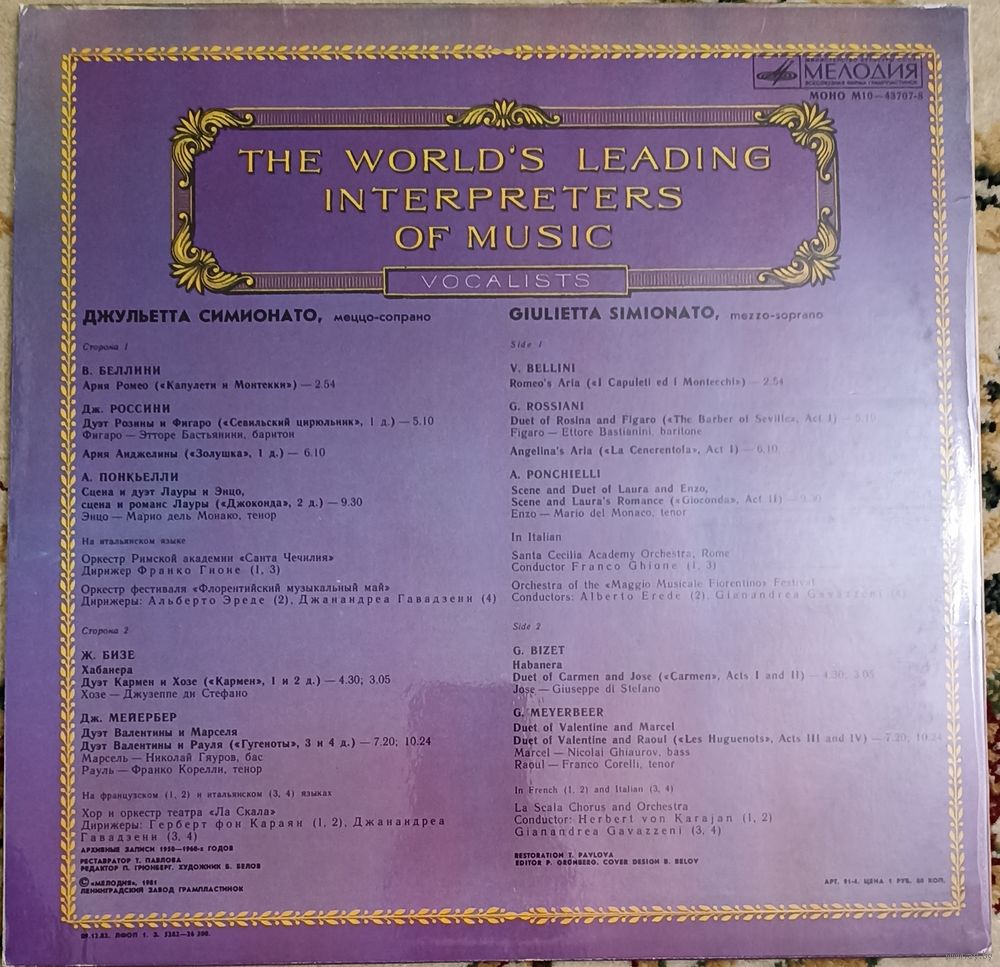 МЕЛОДИЯ
ВСЕСОЮЗНАЯ ФИРМА ГРАМПЛАСТИНОК
МОНО М10—43707-8
THE WORLD'S LEADING
INTERPRETERS
OF MUSIC
VOCALISTS
ДЖУЛЬЕТТА СИМИОНАТО, меццо-сопрано
Сторона 1
В. БЕЛЛИНИ
Ария Ромео («Капулети и Монтекки») — 2.54
Дж. РОССИНИ
Дуэт Розины и Фигаро («Севильский цирюльник», 1 д.) — 5.10
Фигаро — Этторе Бастьянини, баритон
Ария Анджелины («Золушка», 1 д.) — 6.10
А. ПОНКЬЕЛЛИ
Сцена и дуэт Лауры и Энцо,
сцена и романс Лауры («Джоконда», 2 д.) — 9.30
Энцо — Марио дель Монако, тенор
На итальянском языке
Оркестр Римской академии «Санта Чечилия»
Дирижер Франко Гионе (1, 3)
Оркестр фестиваля «Флорентийский музыкальный май»
Дирижеры: Альберто Эреде (2), Джанандреа Гавадзени (4)
Сторона 2
Ж. БИЗЕ
Хабанера
Дуэт Кармен и Хозе («Кармен», 1 и 2 д.) — 4.30; 3.05
Хозе — Джузеппе ди Стефано
Дж. МЕЙЕРБЕР
Дуэт Валентины и Марселя
Дуэт Валентины и Рауля («Гугеноты», 3 и 4 д.) — 7.20; 10.24
Марсель — Николай Гяуров, бас
Рауль — Франко Корелли, тенор
На французском (1, 2) и итальянском (3, 4) языках
Хор и оркестр театра «Ла Скала»
Дирижеры: Герберт фон Караян (1, 2), Джанандреа
Гавадзени (3, 4)
АРХИВНЫЕ ЗАПИСИ 1950—1960-х ГОДОВ
РЕСТАВРАТОР Т. ПАВЛОВА
РЕДАКТОР П. ГРЮНБЕРГ. ХУДОЖНИК Б. БЕЛОВ
© «МЕЛОДИЯ», 1981
ЛЕНИНГРАДСКИЙ ЗАВОД ГРАМПЛАСТИНОК
GIULIETTA SIMIONATO, mezzo-soprano
Side 1
V. BELLINI
Romeo's Aria («I Capuleti ed i Montecchi») — 2.54
G. ROSSIANI
Duet of Rosina and Figaro («The Barber of Seville», Act I) — 5.10
Figaro — Ettore Bastianini, baritone
Angelina's Aria («La Cenerentola», Act I) — 6.10
A. PONCHIELLI
Scene and Duet of Laura and Enzo,
Scene and Laura's Romance («Gioconda», Act II) — 9.30
Enzo — Mario del Monaco, tenor
In Italian
Santa Cecilia Academy Orchestra, Rome
Conductor Franco Ghione (1, 3)
Orchestra of the «Maggio Musicale Fiorentino» Festival
Conductors: Alberto Erede (2), Gianandrea Gavazzeni (4)
Side 2
G. BIZET
Habanera
Duet of Carmen and Jose («Carmen», Acts I and II) — 4.30; 3.05
Jose — Giuseppe di Stefano
G. MEYERBEER
Duet of Valentine and Marcel
Duet of Valentine and Raoul («Les Huguenots», Acts III and IV) — 7.20; 10.24
Marcel — Nicolai Ghiaurov, bass
Raoul — Franco Corelli, tenor
In French (1, 2) and Italian (3, 4)
La Scala Chorus and Orchestra
Conductor: Herbert von Karajan (1, 2)
Gianandrea Gavazzeni (3, 4)
RESTORATION T. PAVLOVA
EDITOR P. GRÜNBERG. COVER DESIGN B. BELOV
АРТ. 91-4. ЦЕНА 1 РУБ. КОП.